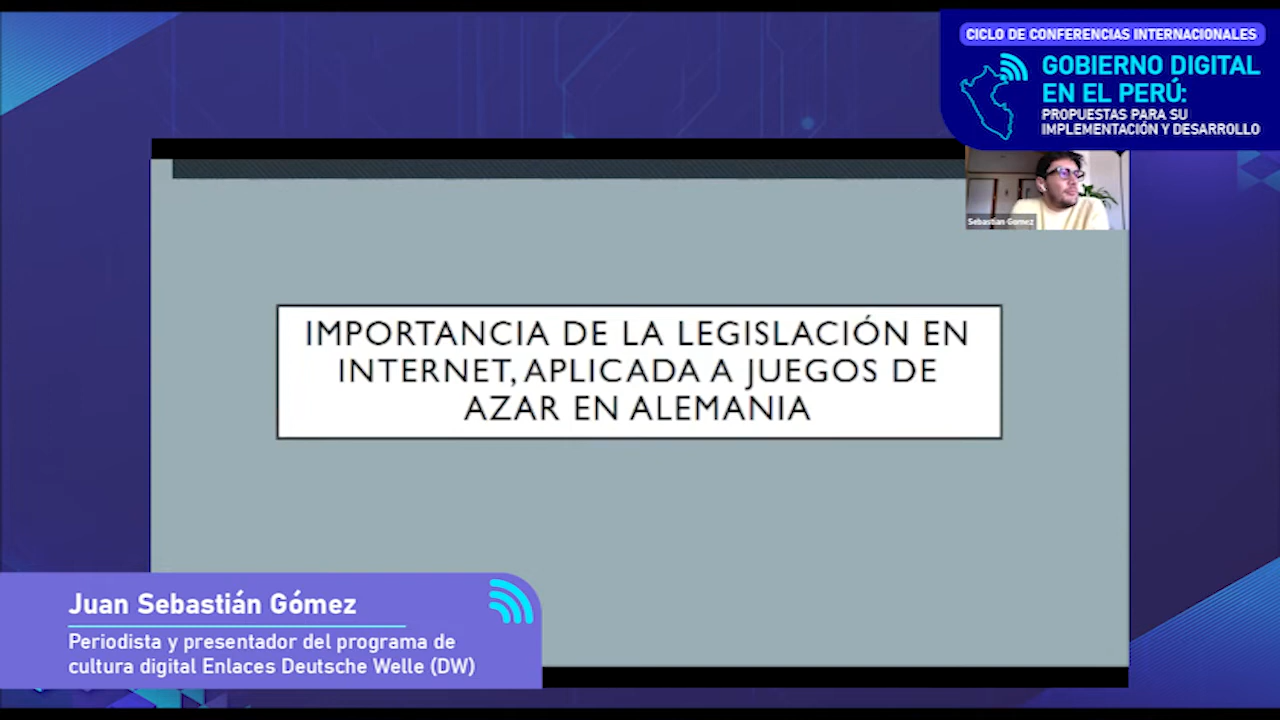 CICLO DE CONFERENCIAS INTERNACIONALES
GOBIERNO DIGITAL
EN EL PERÚ:
PROPUESTAS PARA SU
IMPLEMENTACIÓN Y DESARROLLO
Sebastian Gomez
IMPORTANCIA DE LA LEGISLACIÓN EN
INTERNET, APLICADA A JUEGOS DE
AZAR EN ALEMANIA
Juan Sebastián Gómez
Periodista y presentador del programa de
cultura digital Enlaces Deutsche Welle (DW)